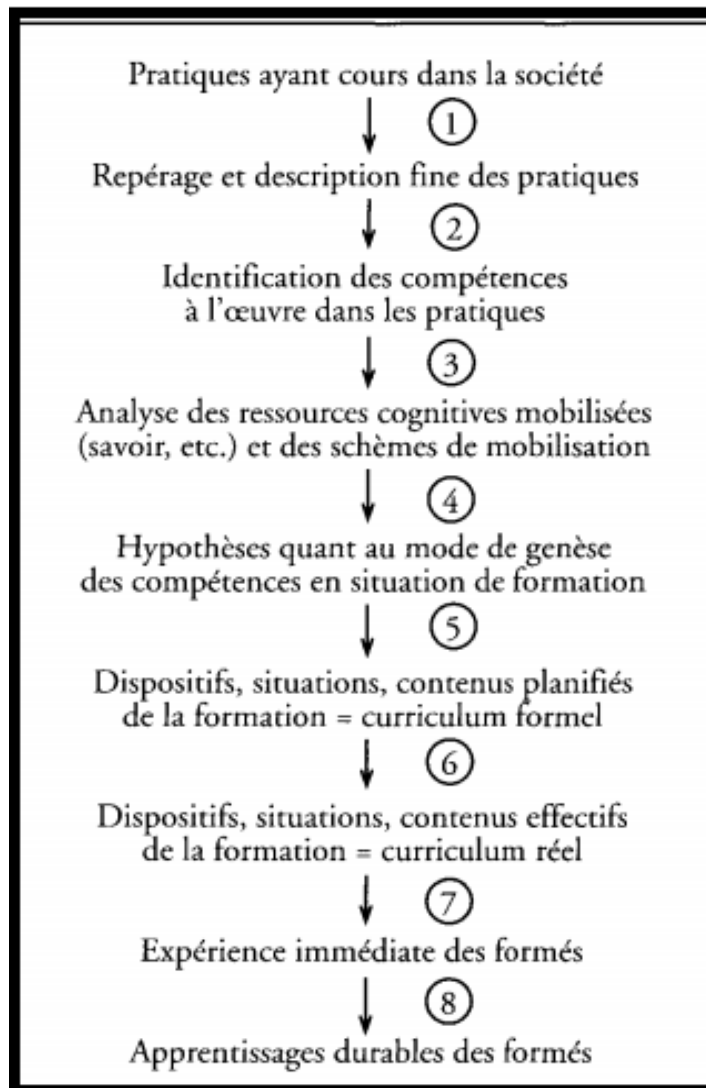 Pratiques ayant cours dans la société
1
Repérage et description fine des pratiques
2
Identification des compétences
à l'œuvre dans les pratiques
3
Analyse des ressources cognitives mobilisées
(savoir, etc.) et des schèmes de mobilisation
4
Hypothèses quant au mode de genèse
des compétences en situation de formation
5
Dispositifs, situations, contenus planifiés
de la formation = curriculum formel
6
Dispositifs, situations, contenus effectifs
de la formation = curriculum réel
7
Expérience immédiate des formés
8
Apprentissages durables des formés